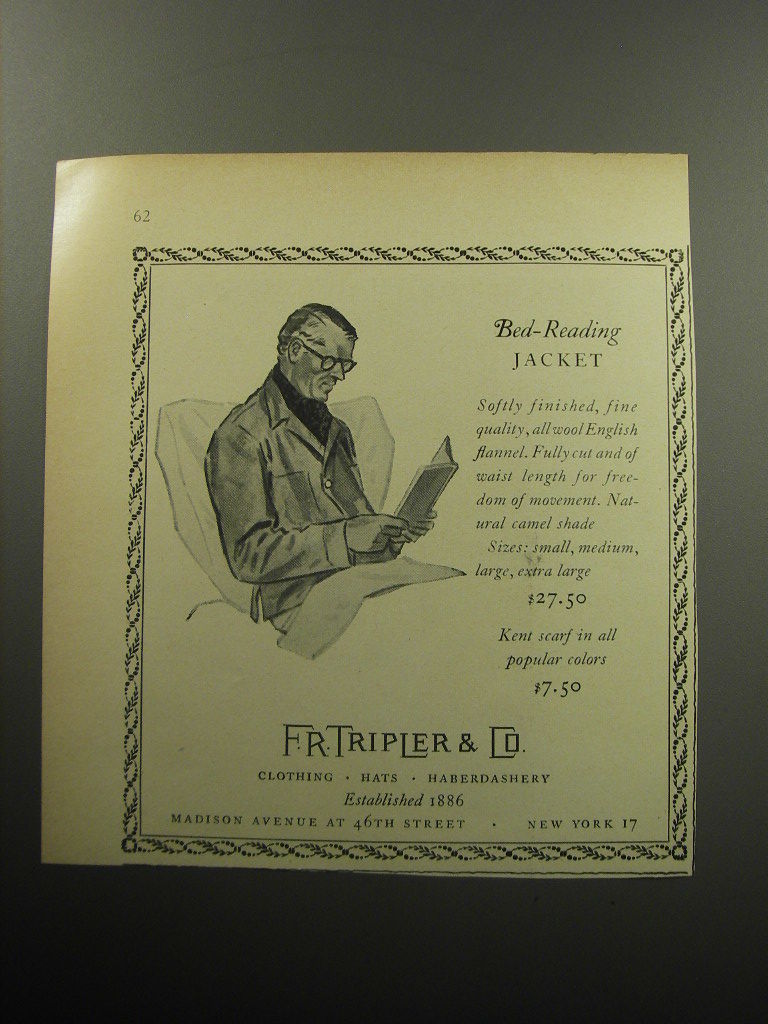 62
Bed-Reading
JACKET
Softly finished, fine
quality, all wool English
flannel. Fully cut and of
waist length for free-
dom of movement. Nat-
ural camel shade
Sizes: small, medium,
large, extra large
$27.50
Kent scarf in all
popular colors
$7.50
F.R. TRIPLER & CO.
CLOTHING · HATS · HABERDASHERY
Established 1886
MADISON AVENUE AT 46TH STREET · NEW YORK 17